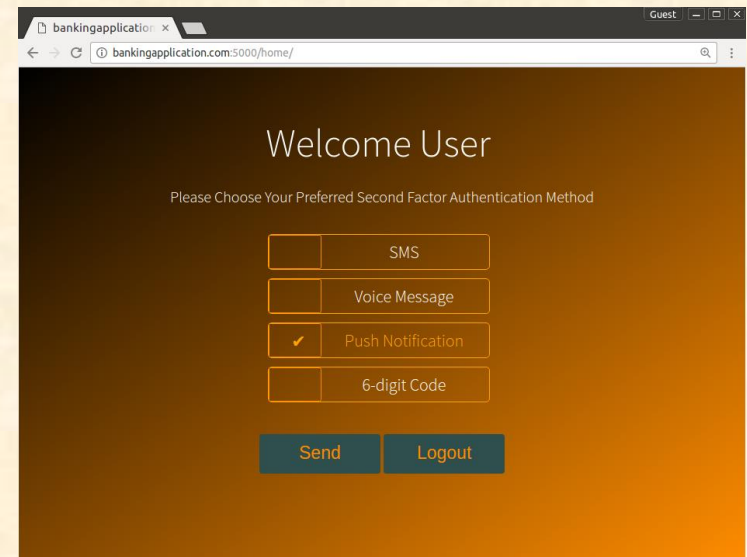 Guest
bankingapplication
bankingapplication.com:5000/home/
Welcome User
Please Choose Your Preferred Second Factor Authentication Method
SMS
Voice Message
✔ Push Notification
6-digit Code
Send Logout